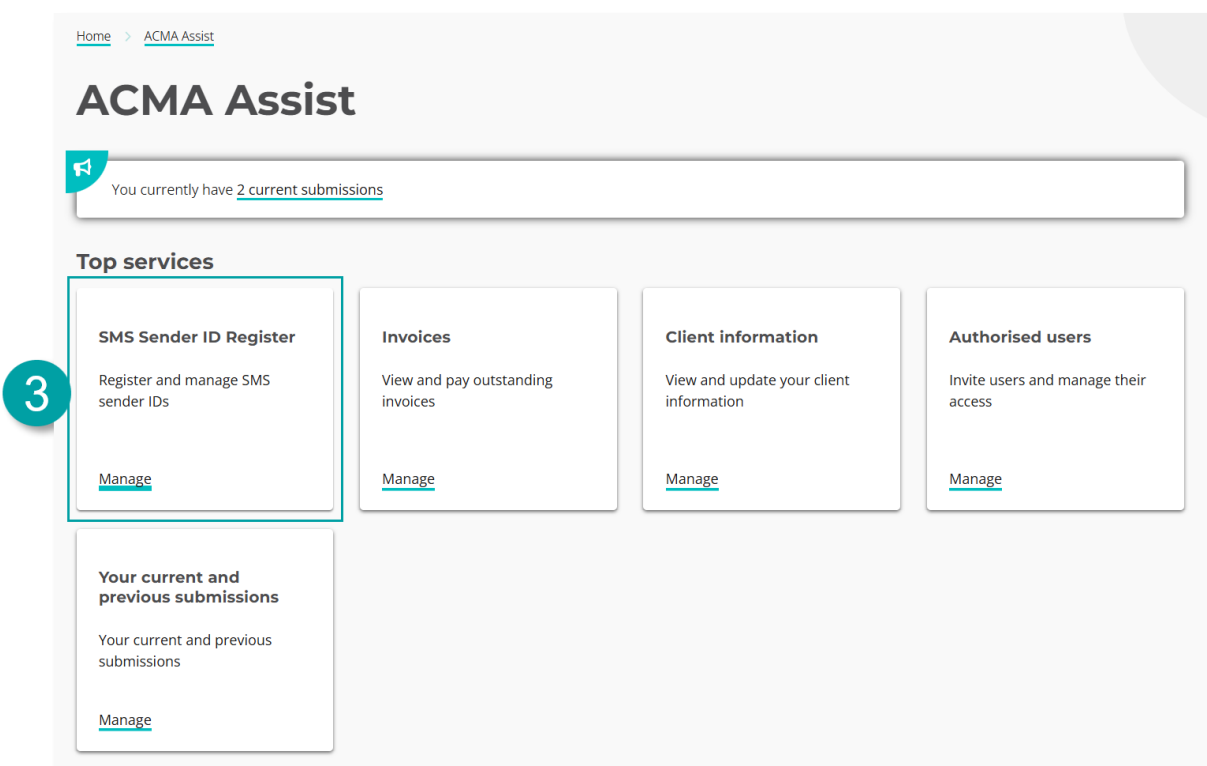 Home > ACMA Assist
ACMA Assist
You currently have 2 current submissions
Top services
3
SMS Sender ID Register
Register and manage SMS
sender IDs
Manage
Invoices
View and pay outstanding
invoices
Manage
Client information
View and update your client
information
Manage
Authorised users
Invite users and manage their
access
Manage
Your current and
previous submissions
Your current and previous
submissions
Manage